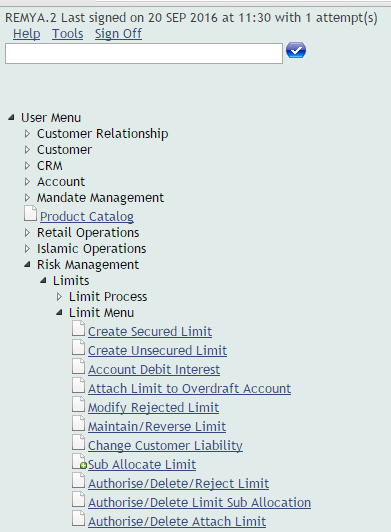 REMYA.2 Last signed on 20 SEP 2016 at 11:30 with 1 attempt(s)
Help Tools Sign Off
User Menu
Customer Relationship
Customer
CRM
Account
Mandate Management
Product Catalog
Retail Operations
Islamic Operations
Risk Management
Limits
Limit Process
Limit Menu
Create Secured Limit
Create Unsecured Limit
Account Debit Interest
Attach Limit to Overdraft Account
Modify Rejected Limit
Maintain/Reverse Limit
Change Customer Liability
Sub Allocate Limit
Authorise/Delete/Reject Limit
Authorise/Delete Limit Sub Allocation
Authorise/Delete Attach Limit